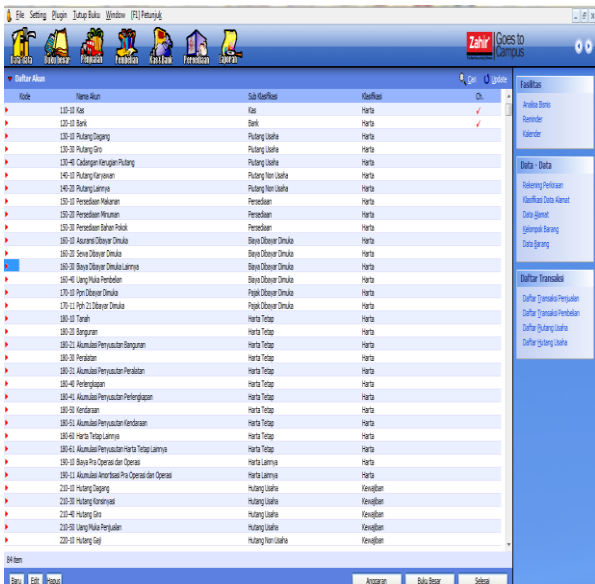 File Setting Plugin Tutup Buku Window [F1] Petunjuk
Data-data Buku besar Penjualan Pembelian Kas & Bank Persediaan Laporan
Zahir Goes to Campus
Daftar Akun Cari Update
Kode Nama Akun Sub Klasifikasi Klasifikasi Ch.
110-10 Kas Kas Harta
120-10 Bank Bank Harta
130-10 Piutang Dagang Piutang Usaha Harta
130-30 Piutang Giro Piutang Usaha Harta
130-40 Cadangan Kerugian Piutang Piutang Usaha Harta
140-10 Piutang Karyawan Piutang Non Usaha Harta
140-20 Piutang Lainnya Piutang Non Usaha Harta
150-10 Persediaan Makanan Persediaan Harta
150-20 Persediaan Minuman Persediaan Harta
150-30 Persediaan Bahan Pokok Persediaan Harta
160-10 Asuransi Dibayar Dimuka Biaya Dibayar Dimuka Harta
160-20 Sewa Dibayar Dimuka Biaya Dibayar Dimuka Harta
160-30 Biaya Dibayar Dimuka Lainnya Biaya Dibayar Dimuka Harta
160-40 Uang Muka Pembelian Biaya Dibayar Dimuka Harta
170-10 Ppn Dibayar Dimuka Pajak Dibayar Dimuka Harta
170-11 Pph 21 Dibayar Dimuka Pajak Dibayar Dimuka Harta
180-10 Tanah Harta Tetap Harta
180-20 Bangunan Harta Tetap Harta
180-21 Akumulasi Penyusutan Bangunan Harta Tetap Harta
180-30 Peralatan Harta Tetap Harta
180-31 Akumulasi Penyusutan Peralatan Harta Tetap Harta
180-40 Perlengkapan Harta Tetap Harta
180-41 Akumulasi Penyusutan Perlengkapan Harta Tetap Harta
180-50 Kendaraan Harta Tetap Harta
180-51 Akumulasi Penyusutan Kendaraan Harta Tetap Harta
180-60 Harta Tetap Lainnya Harta Tetap Harta
180-61 Akumulasi Penyusutan Harta Tetap Lainnya Harta Tetap Harta
190-10 Biaya Pra Operasi dan Operasi Harta Lainnya Harta
190-11 Akumulasi Amortisasi Pra Operasi dan Operasi Harta Lainnya Harta
210-10 Hutang Dagang Hutang Usaha Kewajiban
210-30 Hutang Konsinyasi Hutang Usaha Kewajiban
210-40 Hutang Giro Hutang Usaha Kewajiban
210-50 Uang Muka Penjualan Hutang Usaha Kewajiban
220-10 Hutang Gaji Hutang Non Usaha Kewajiban
84 item
Baru Edit Hapus Anggaran Buku Besar Selesai
Fasilitas
Analisa Bisnis
Reminder
Kalender
Data - Data
Rekening Perkiraan
Klasifikasi Data Alamat
Data Alamat
Kelompok Barang
Data Barang
Daftar Transaksi
Daftar Transaksi Penjualan
Daftar Transaksi Pembelian
Daftar Piutang Usaha
Daftar Hutang Usaha